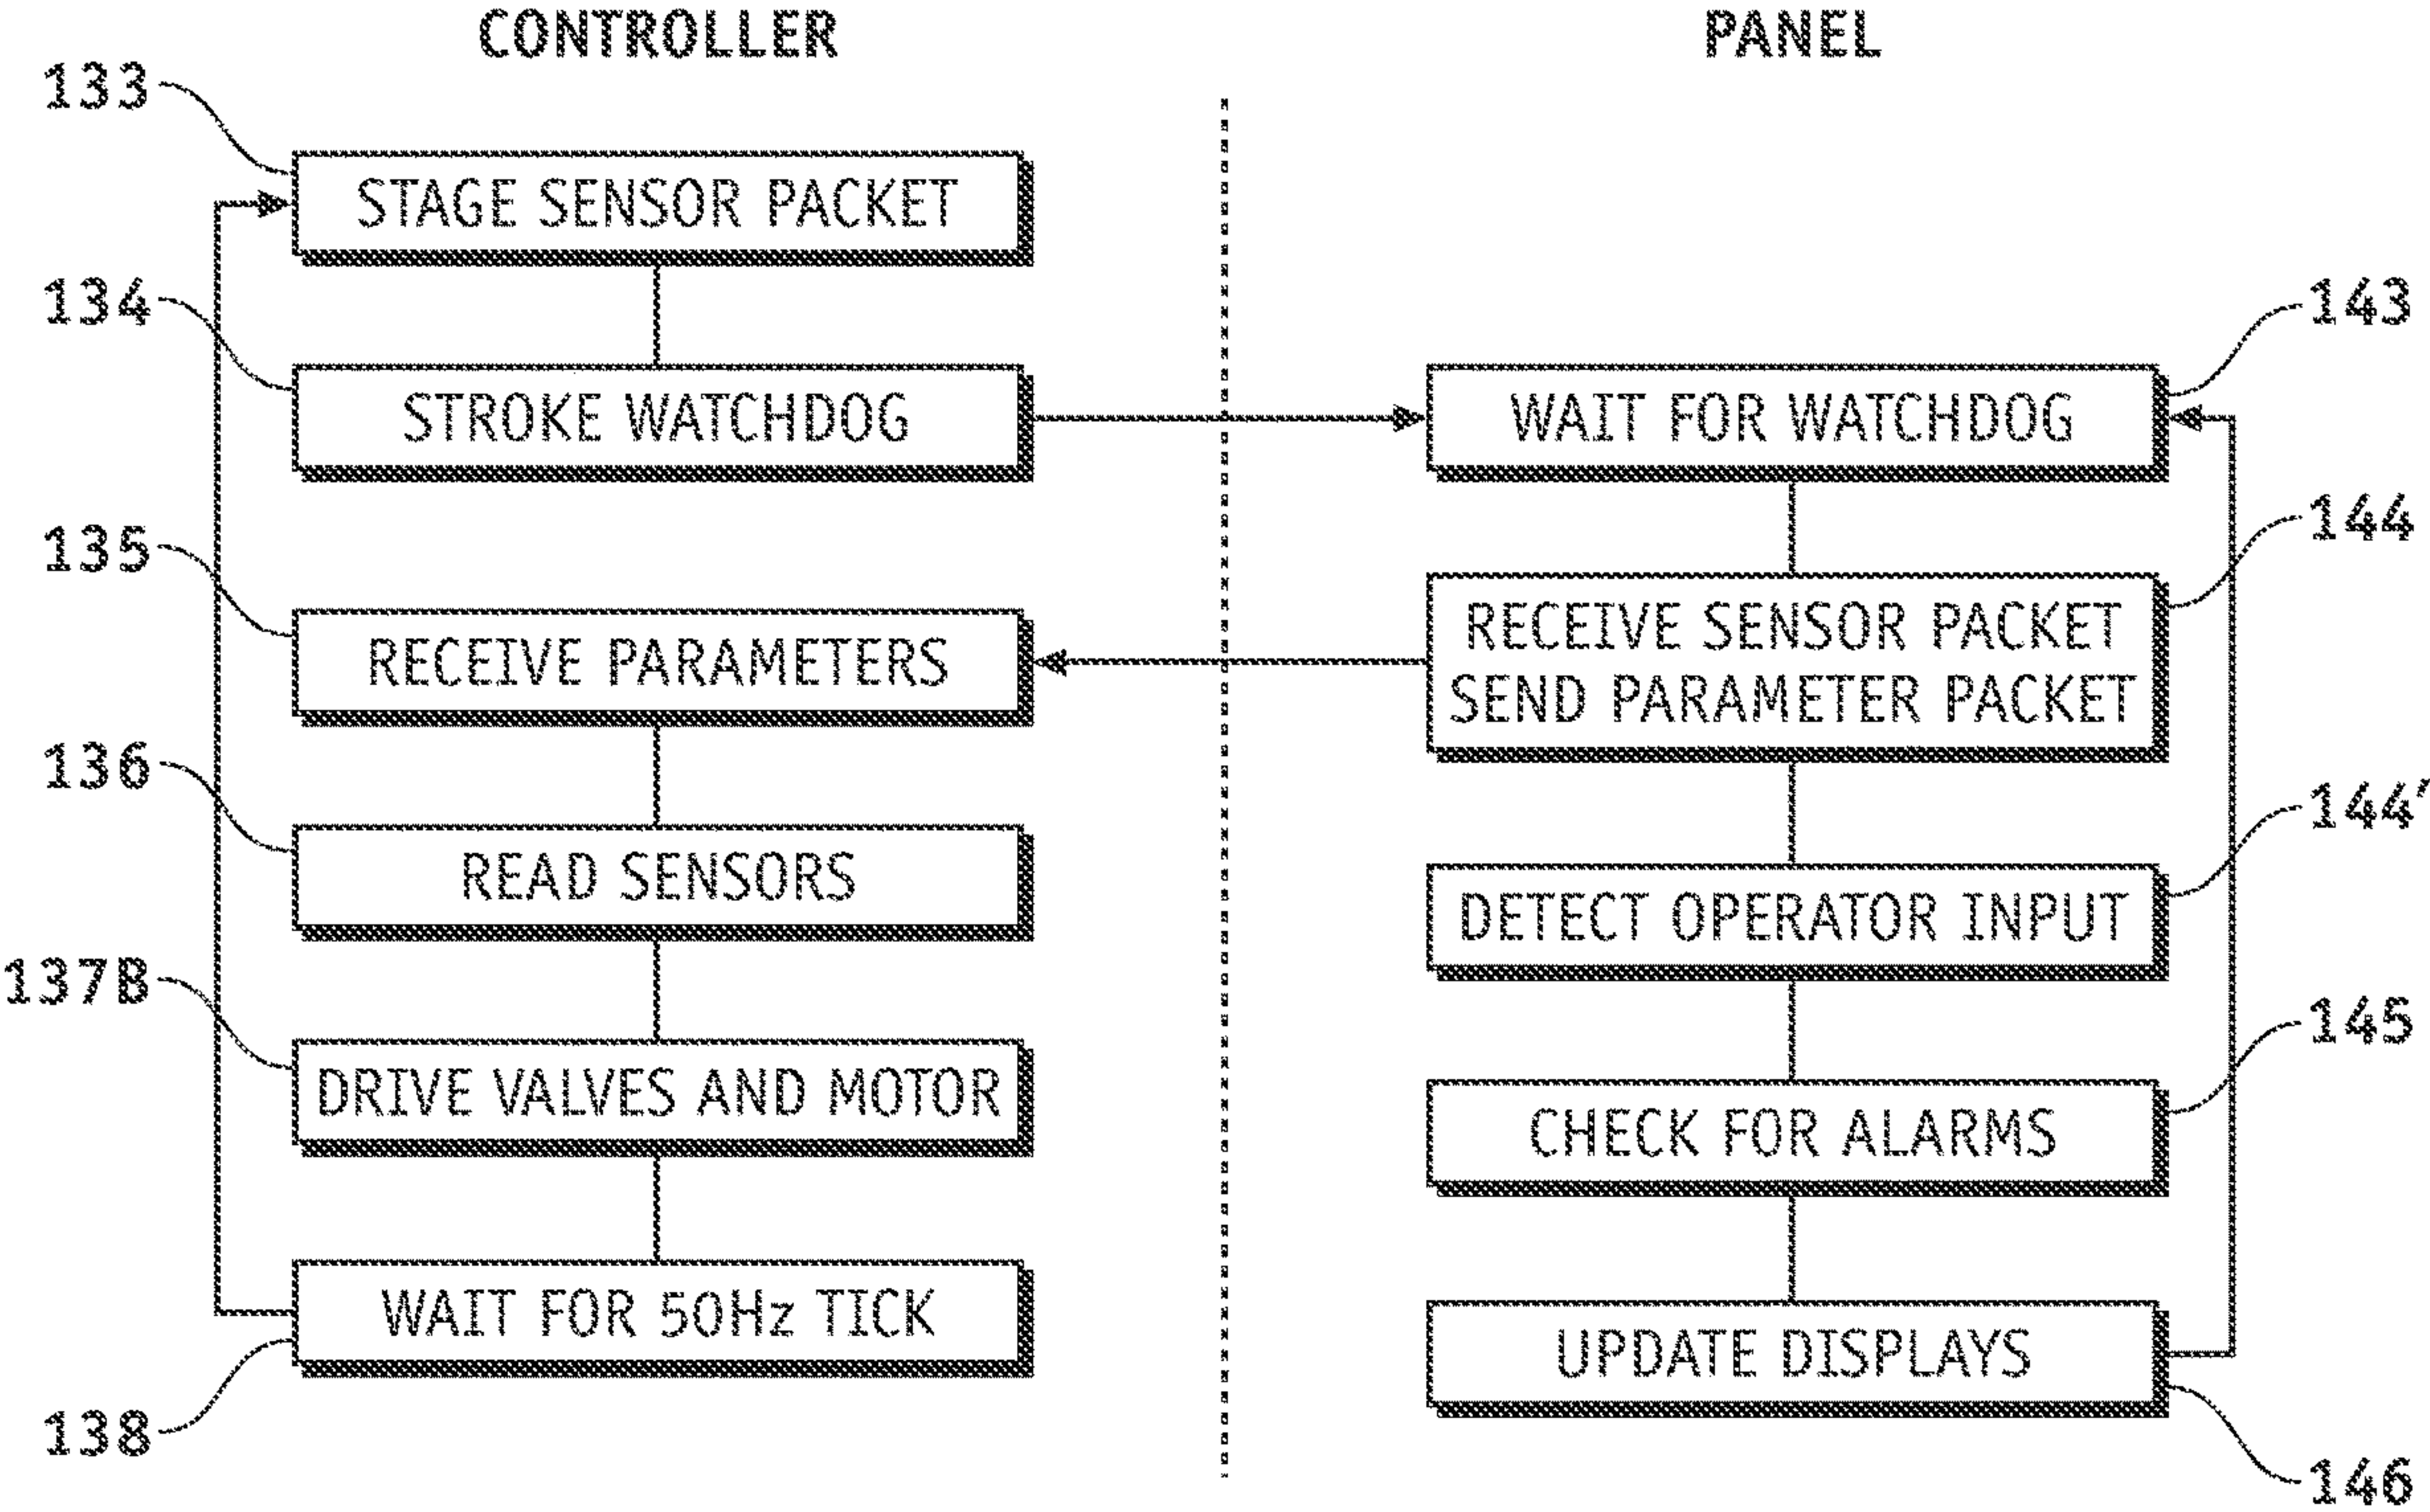 CONTROLLER
133
STAGE SENSOR PACKET
134
STROKE WATCHDOG
135
RECEIVE PARAMETERS
136
READ SENSORS
137B
DRIVE VALVES AND MOTOR
WAIT FOR 50Hz TICK
138
PANEL
143
WAIT FOR WATCHDOG
144
RECEIVE SENSOR PACKET
SEND PARAMETER PACKET
144'
DETECT OPERATOR INPUT
145
CHECK FOR ALARMS
UPDATE DISPLAYS
146